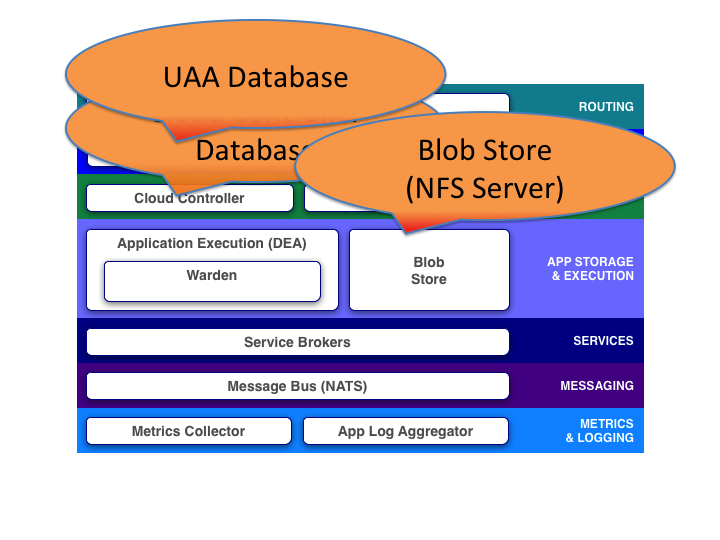 UAA Database
ROUTING
Blob Store
(NFS Server)
Cloud Controller
Application Execution (DEA)
Warden
Blob
Store
APP STORAGE
& EXECUTION
Service Brokers
SERVICES
Message Bus (NATS)
MESSAGING
Metrics Collector
App Log Aggregator
METRICS
& LOGGING